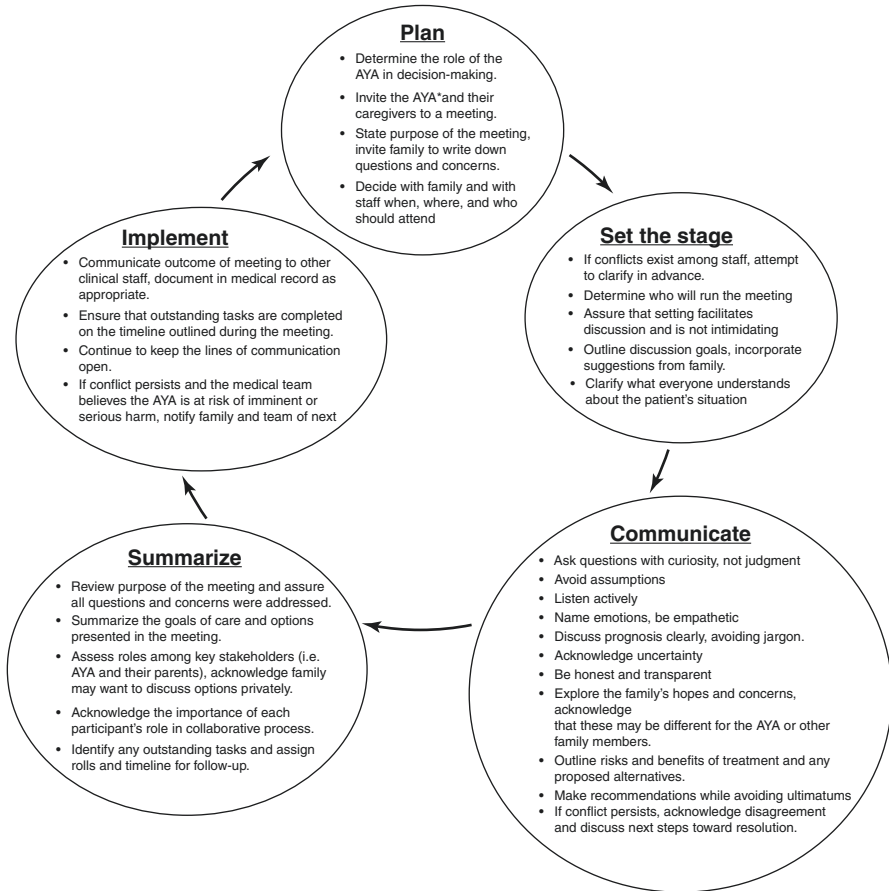 Plan
• Determine the role of the
AYA in decision-making.
• Invite the AYA*and their
caregivers to a meeting.
• State purpose of the meeting,
invite family to write down
questions and concerns.
• Decide with family and with
staff when, where, and who
should attend
Set the stage
• If conflicts exist among staff, attempt
to clarify in advance.
• Determine who will run the meeting
• Assure that setting facilitates
discussion and is not intimidating
• Outline discussion goals, incorporate
suggestions from family.
• Clarify what everyone understands
about the patient's situation
Communicate
• Ask questions with curiosity, not judgment
• Avoid assumptions
• Listen actively
• Name emotions, be empathetic
• Discuss prognosis clearly, avoiding jargon.
• Acknowledge uncertainty
• Be honest and transparent
• Explore the family's hopes and concerns,
acknowledge
that these may be different for the AYA or other
family members.
• Outline risks and benefits of treatment and any
proposed alternatives.
• Make recommendations while avoiding ultimatums
• If conflict persists, acknowledge disagreement
and discuss next steps toward resolution.
Summarize
• Review purpose of the meeting and assure
all questions and concerns were addressed.
• Summarize the goals of care and options
presented in the meeting.
• Assess roles among key stakeholders (i.e.
AYA and their parents), acknowledge family
may want to discuss options privately.
• Acknowledge the importance of each
participant's role in collaborative process.
• Identify any outstanding tasks and assign
rolls and timeline for follow-up.
Implement
• Communicate outcome of meeting to other
clinical staff, document in medical record as
appropriate.
• Ensure that outstanding tasks are completed
on the timeline outlined during the meeting.
• Continue to keep the lines of communication
open.
• If conflict persists and the medical team
believes the AYA is at risk of imminent or
serious harm, notify family and team of next